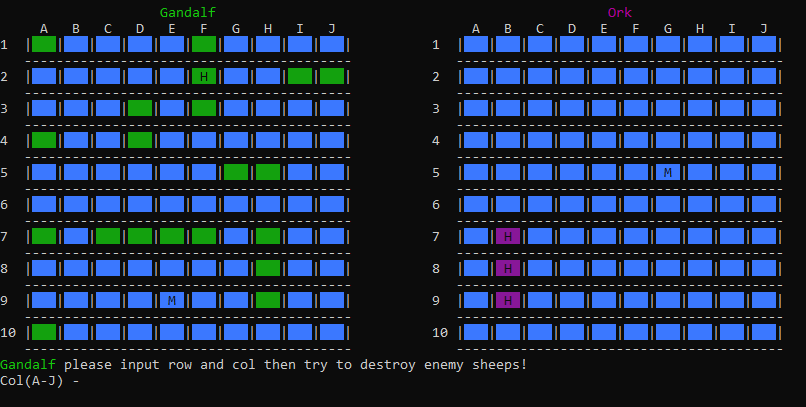 Gandalf Ork
A B C D E F G H I J A B C D E F G H I J
1 | | | | | | | | | | | 1 | | | | | | | | | | |
---------------------------------------- ----------------------------------------
2 | | | | | | H | | | | | 2 | | | | | | | | | | |
---------------------------------------- ----------------------------------------
3 | | | | | | | | | | | 3 | | | | | | | | | | |
---------------------------------------- ----------------------------------------
4 | | | | | | | | | | | 4 | | | | | | | | | | |
---------------------------------------- ----------------------------------------
5 | | | | | | | | | | | 5 | | | | | | | M | | | |
---------------------------------------- ----------------------------------------
6 | | | | | | | | | | | 6 | | | | | | | | | | |
---------------------------------------- ----------------------------------------
7 | | | | | | | | | | | 7 | | H | | | | | | | | |
---------------------------------------- ----------------------------------------
8 | | | | | | | | | | | 8 | | H | | | | | | | | |
---------------------------------------- ----------------------------------------
9 | | | | | M | | | | | | 9 | | H | | | | | | | | |
---------------------------------------- ----------------------------------------
10 | | | | | | | | | | | 10 | | | | | | | | | | |
---------------------------------------- ----------------------------------------
Gandalf please input row and col then try to destroy enemy sheeps!
Col(A-J) -